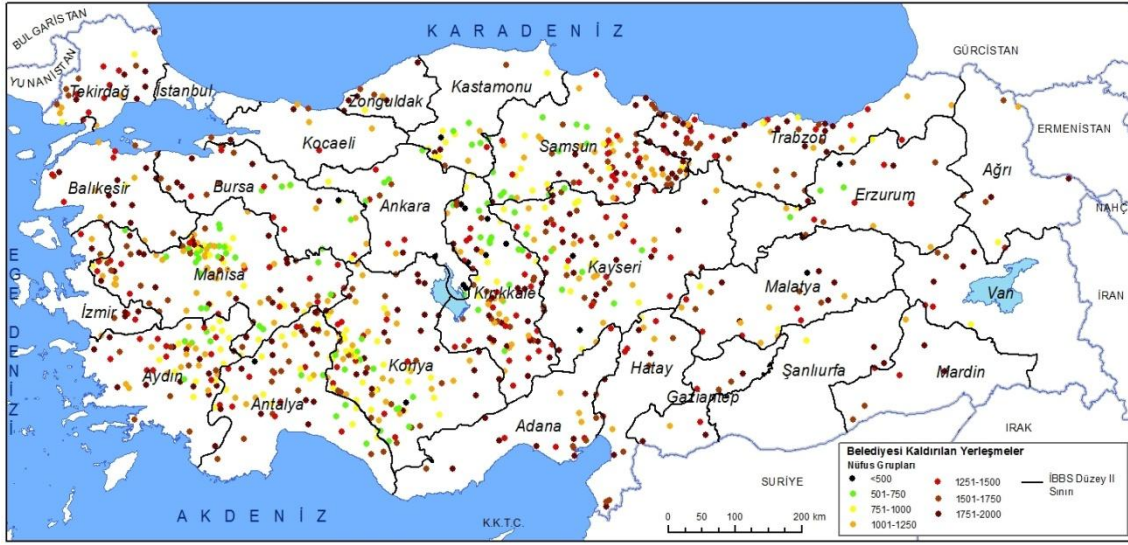 BULGARİSTAN
YUNANİSTAN
KARADENİZ
GÜRCİSTAN
ERMENİSTAN
NAHÇ
İRAN
IRAK
SURİYE
K.K.T.C.
AKDENİZ
EGE DENİZİ
Tekirdağ
İstanbul
Zonguldak
Kastamonu
Kocaeli
Samsun
Trabzon
Ağrı
Erzurum
Balıkesir
Bursa
Ankara
Manisa
Kırıkkale
Kayseri
Malatya
Van
İzmir
Aydın
Antalya
Konya
Adana
Hatay
Gaziantep
Şanlıurfa
Mardin
0 100 200 km
Belediyesi Kaldırılan Yerleşmeler
Nüfus Grupları
<500
501-750
751-1000
1001-1250
1251-1500
1501-1750
1751-2000
İBBS Düzey II
Sınırı